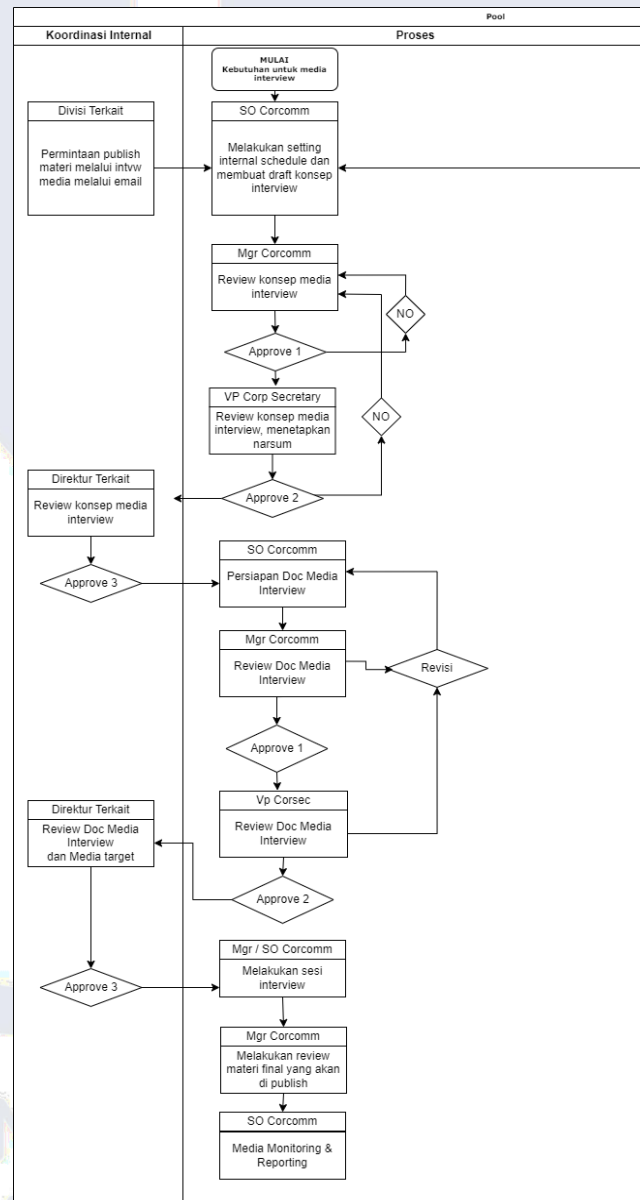 Pool
Koordinasi Internal
Proses
MULAI
Kebutuhan untuk media
interview
Divisi Terkait
Permintaan publish
materi melalui intvw
media melalui email
SO Corcomm
Melakukan setting
internal schedule dan
membuat draft konsep
interview
Mgr Corcomm
Review konsep media
interview
NO
Approve 1
VP Corp Secretary
Review konsep media
interview, menetapkan
narsum
NO
Direktur Terkait
Review konsep media
interview
Approve 2
Approve 3
SO Corcomm
Persiapan Doc Media
Interview
Mgr Corcomm
Review Doc Media
Interview
Revisi
Approve 1
Vp Corsec
Review Doc Media
Interview
Direktur Terkait
Review Doc Media
Interview
dan Media target
Approve 2
Approve 3
Mgr / SO Corcomm
Melakukan sesi
interview
Mgr Corcomm
Melakukan review
materi final yang akan
di publish
SO Corcomm
Media Monitoring &
Reporting